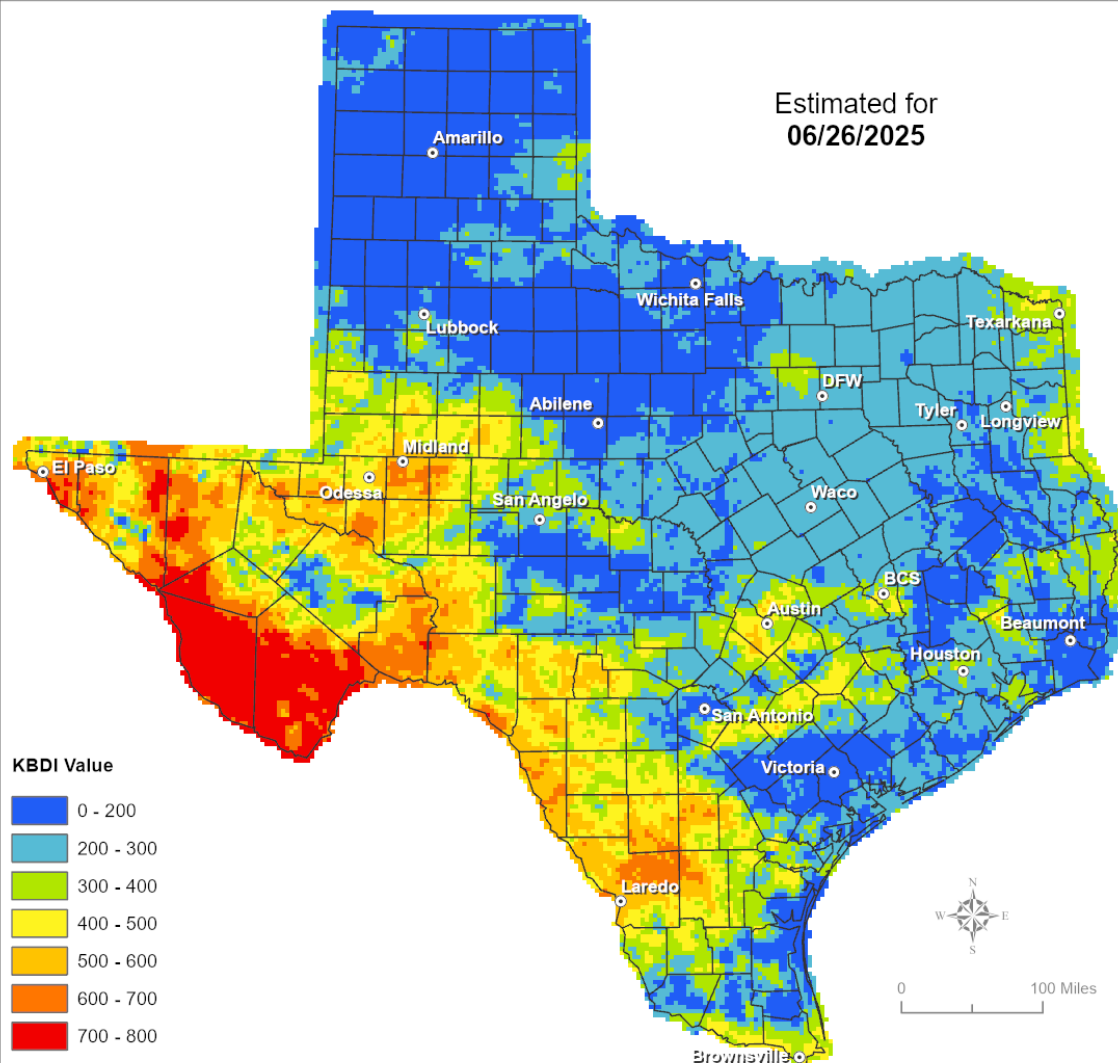 Estimated for
06/26/2025
Amarillo
Wichita Falls
Lubbock
Texarkana
DFW
Abilene
Tyler
Longview
Midland
El Paso
Odessa
San Angelo
Waco
BCS
Austin
Beaumont
Houston
San Antonio
Victoria
Laredo
Brownsville
KBDI Value
0 - 200
200 - 300
300 - 400
400 - 500
500 - 600
600 - 700
700 - 800
N
W E
S
0 100 Miles